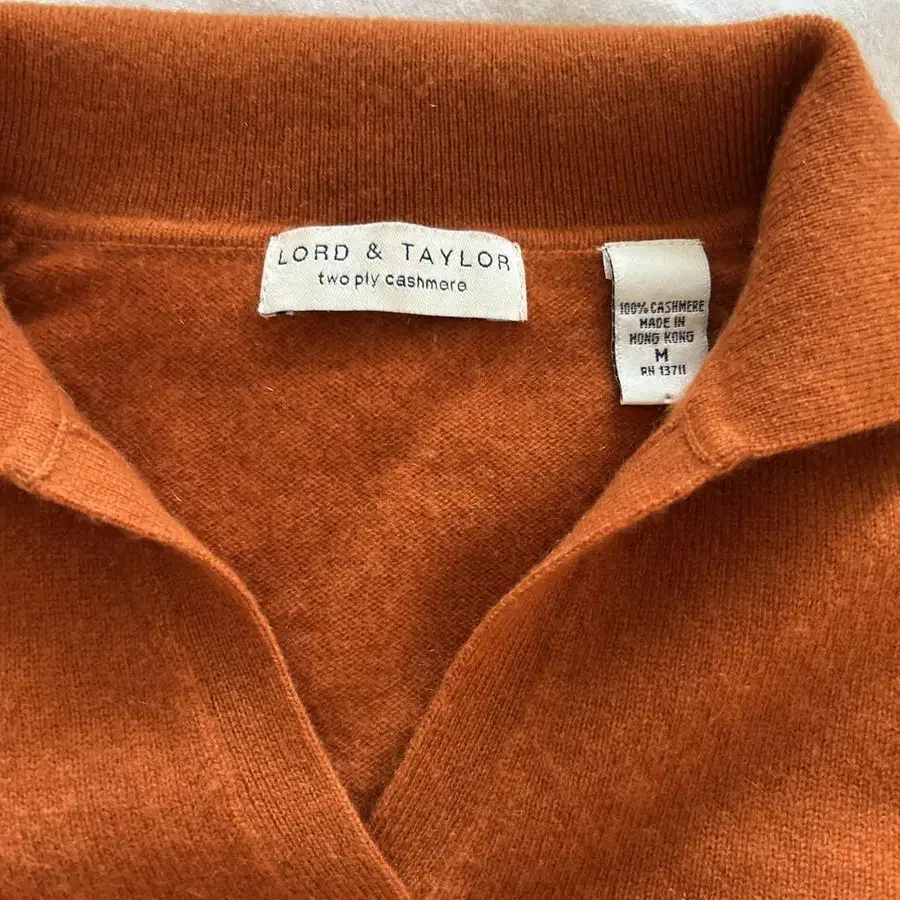 LORD & TAYLOR
two ply cashmere
100% CASHMERE
MADE IN
HONG KONG
M
RN 13711